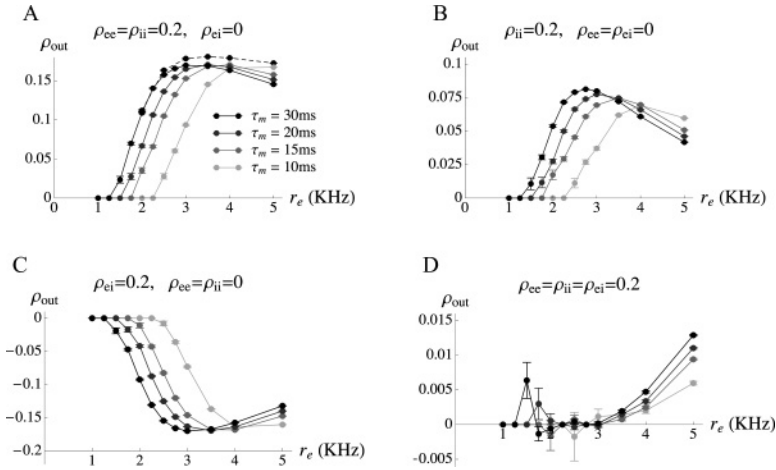 A
ρee=ρii=0.2, ρei=0
ρout
0.15
0.1
0.05
0
0 1 2 3 4 5
re (KHz)
τm = 30ms
τm = 20ms
τm = 15ms
τm = 10ms
B
ρii=0.2, ρee=ρei=0
ρout
0.1
0.075
0.05
0.025
0
0 1 2 3 4 5
re (KHz)
C
ρei=0.2, ρee=ρii=0
ρout
0
−0.05
−0.1
−0.15
−0.2
1 2 3 4 5
re (KHz)
D
ρee=ρii=ρei=0.2
ρout
0.015
0.01
0.005
0
-0.005
1 2 3 4 5
re (KHz)